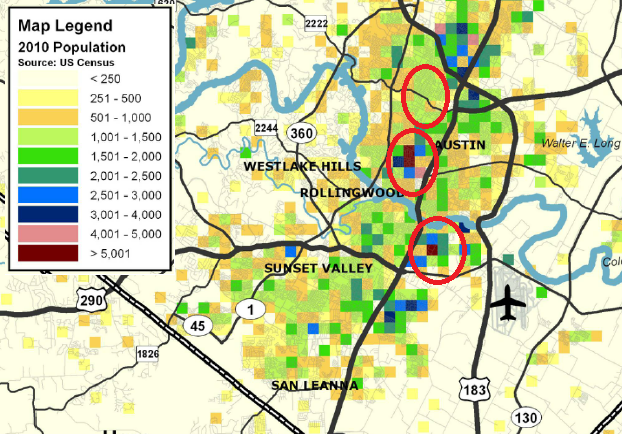 Map Legend
2010 Population
Source: US Census
< 250
251 - 500
501 - 1,000
1,001 - 1,500
1,501 - 2,000
2,001 - 2,500
2,501 - 3,000
3,001 - 4,000
4,001 - 5,000
> 5,001
2222
2244
360
AUSTIN
Walter E. Long
WESTLAKE HILLS
ROLLINGWOOD
SUNSET VALLEY
Colo
290
1
45
1826
SAN LEANNA
183
130